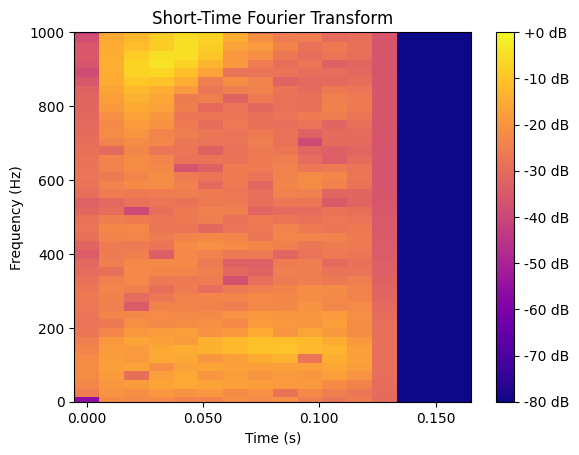 Short-Time Fourier Transform
1000
800
600
400
200
0
Frequency (Hz)
0.000
0.050
0.100
0.150
Time (s)
+0 dB
-10 dB
-20 dB
-30 dB
-40 dB
-50 dB
-60 dB
-70 dB
-80 dB